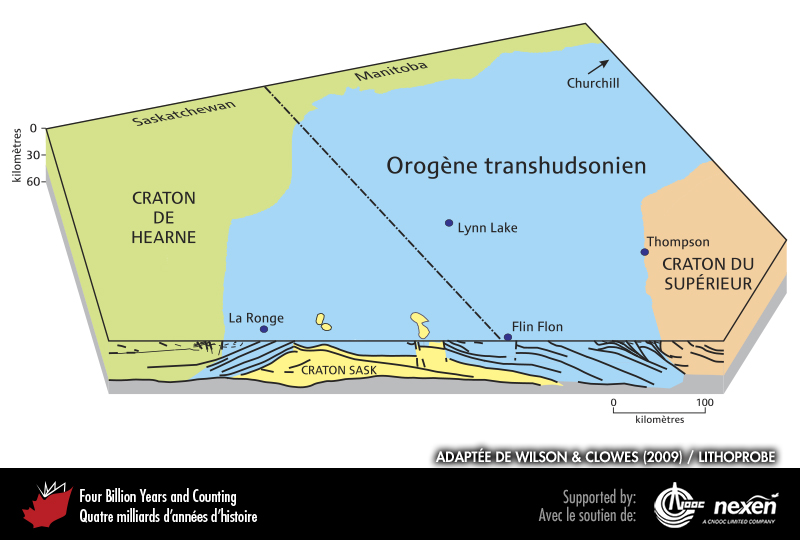 Saskatchewan
Manitoba
Churchill
0
30
60
kilomètres
Orogène transhudsonien
CRATON
DE
HEARNE
Lynn Lake
Thompson
CRATON DU
SUPÉRIEUR
La Ronge
Flin Flon
CRATON SASK
0 100
kilomètres
ADAPTÉE DE WILSON & CLOWES (2009) / LITHOPROBE
Four Billion Years and Counting
Quatre milliards d'années d'histoire
Supported by:
Avec le soutien de:
CNOOC
nexen
A CNOOC LIMITED COMPANY